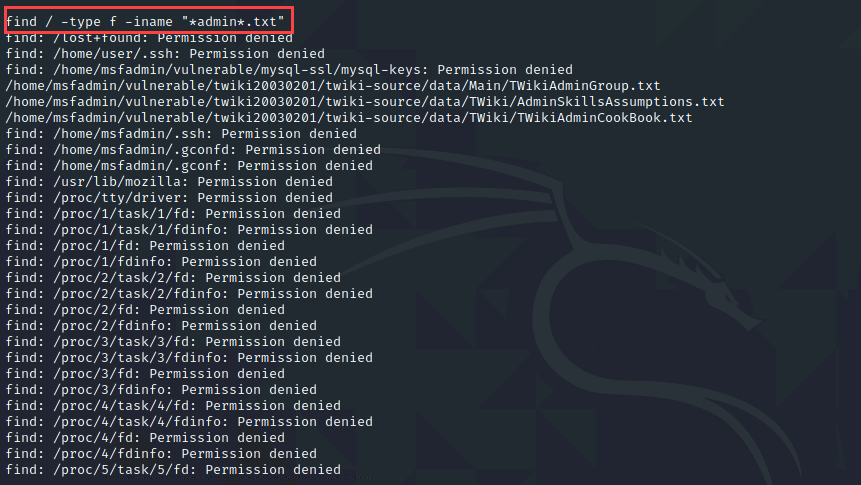 find / -type f -iname "*admin*.txt"
find: /lost+found: Permission denied
find: /home/user/.ssh: Permission denied
find: /home/msfadmin/vulnerable/mysql-ssl/mysql-keys: Permission denied
/home/msfadmin/vulnerable/twiki20030201/twiki-source/data/Main/TWikiAdminGroup.txt
/home/msfadmin/vulnerable/twiki20030201/twiki-source/data/TWiki/AdminSkillsAssumptions.txt
/home/msfadmin/vulnerable/twiki20030201/twiki-source/data/TWiki/TWikiAdminCookBook.txt
find: /home/msfadmin/.ssh: Permission denied
find: /home/msfadmin/.gconfd: Permission denied
find: /home/msfadmin/.gconf: Permission denied
find: /usr/lib/mozilla: Permission denied
find: /proc/tty/driver: Permission denied
find: /proc/1/task/1/fd: Permission denied
find: /proc/1/task/1/fdinfo: Permission denied
find: /proc/1/fd: Permission denied
find: /proc/1/fdinfo: Permission denied
find: /proc/2/task/2/fd: Permission denied
find: /proc/2/task/2/fdinfo: Permission denied
find: /proc/2/fd: Permission denied
find: /proc/2/fdinfo: Permission denied
find: /proc/3/task/3/fd: Permission denied
find: /proc/3/task/3/fdinfo: Permission denied
find: /proc/3/fd: Permission denied
find: /proc/3/fdinfo: Permission denied
find: /proc/4/task/4/fd: Permission denied
find: /proc/4/task/4/fdinfo: Permission denied
find: /proc/4/fd: Permission denied
find: /proc/4/fdinfo: Permission denied
find: /proc/5/task/5/fd: Permission denied